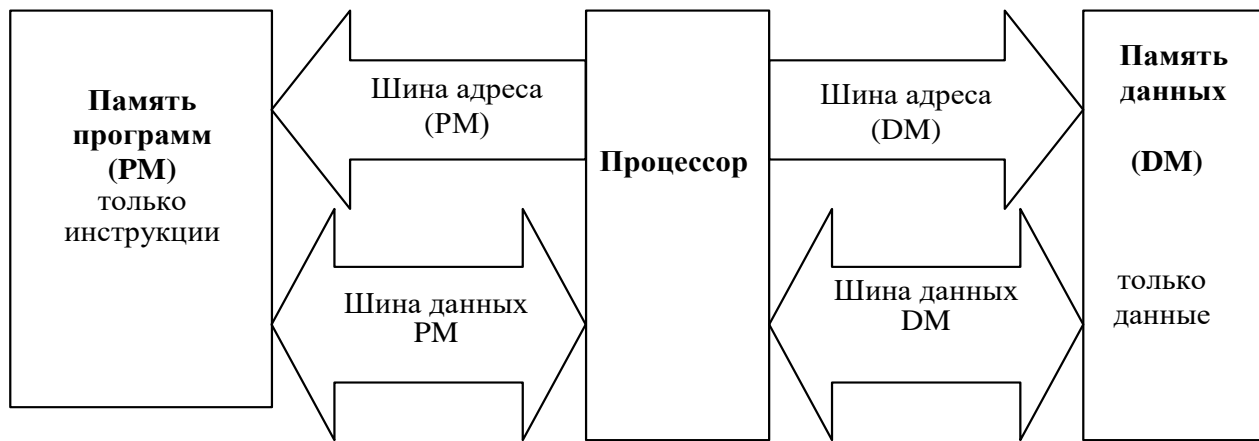 Память
программ
(PM)
только
инструкции
Шина адреса
(PM)
Шина данных
PM
Процессор
Шина адреса
(DM)
Шина данных
DM
Память
данных
(DM)
только
данные